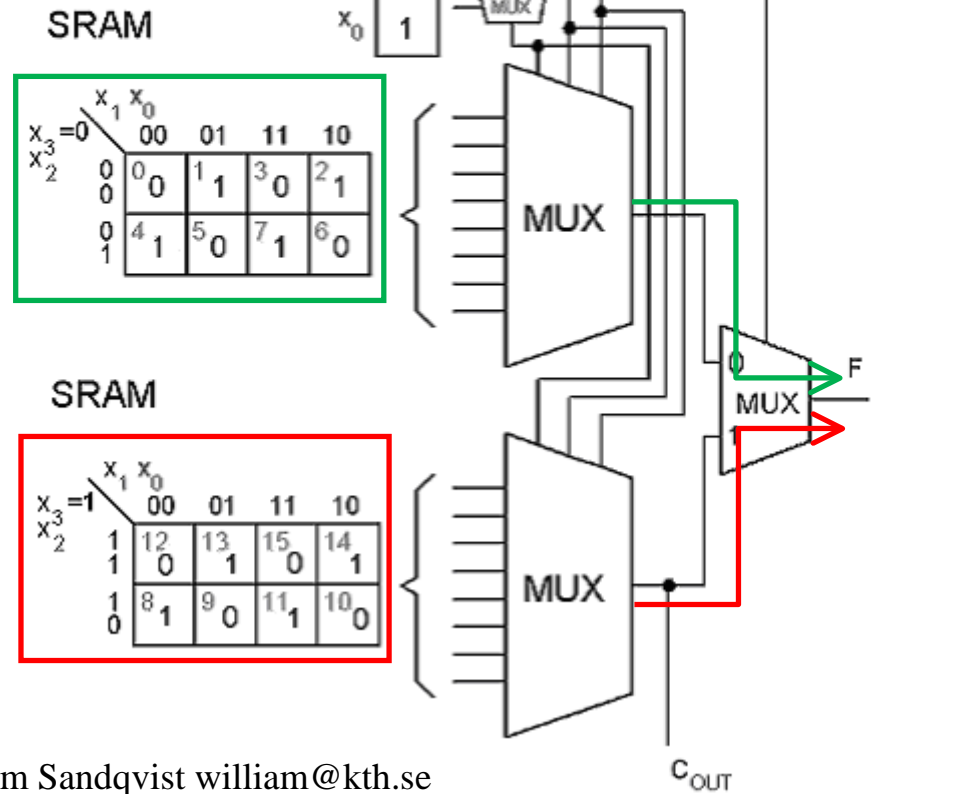 SRAM
x0
1
MUX
x1 x0
x3=0
x2
00 01 11 10
0 0
0 0
1 1
3 0
2 1
0 1
4 1
5 0
7 1
6 0
MUX
0
F
MUX
1
SRAM
x1 x0
x3=1
x2
00 01 11 10
1 1
12 0
13 1
15 0
14 1
1 0
8 1
9 0
11 1
10 0
MUX
m Sandqvist william@kth.se
COUT